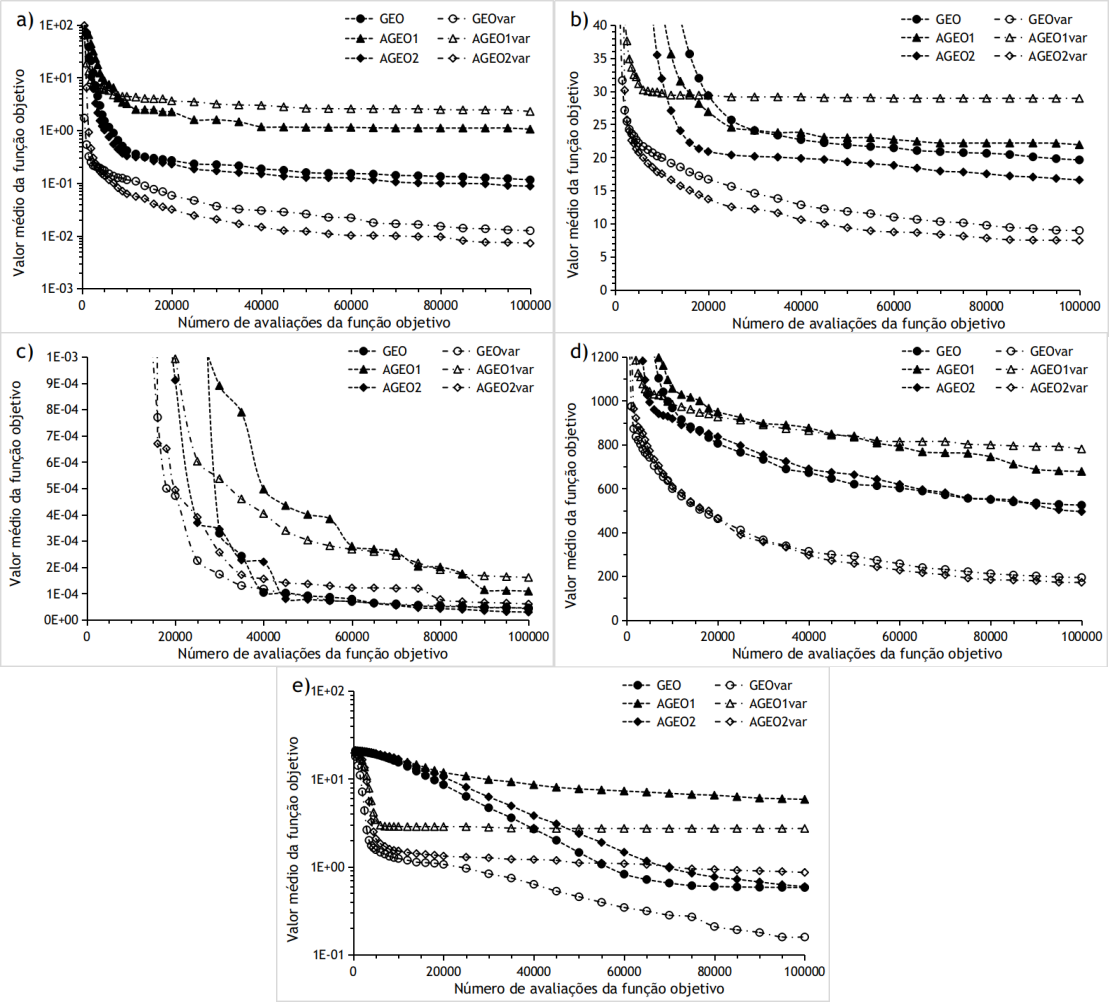 a)
GEO
GEOvar
AGEO1
AGEO1var
AGEO2
AGEO2var
1E+02
1E+01
1E+00
1E-01
1E-02
1E-03
Valor médio da função objetivo
0 20000 40000 60000 80000 100000
Número de avaliações da função objetivo
b)
GEO
GEOvar
AGEO1
AGEO1var
AGEO2
AGEO2var
40
35
30
25
20
15
10
5
0
Valor médio da função objetivo
0 20000 40000 60000 80000 100000
Número de avaliações da função objetivo
c)
GEO
GEOvar
AGEO1
AGEO1var
AGEO2
AGEO2var
1E-03
9E-04
8E-04
7E-04
6E-04
5E-04
4E-04
3E-04
2E-04
1E-04
0E+00
Valor médio da função objetivo
0 20000 40000 60000 80000 100000
Número de avaliações da função objetivo
d)
GEO
GEOvar
AGEO1
AGEO1var
AGEO2
AGEO2var
1200
1000
800
600
400
200
0
Valor médio da função objetivo
0 20000 40000 60000 80000 100000
Número de avaliações da função objetivo
e)
GEO
GEOvar
AGEO1
AGEO1var
AGEO2
AGEO2var
1E+02
1E+01
1E+00
1E-01
Valor médio da função objetivo
0 20000 40000 60000 80000 100000
Número de avaliações da função objetivo